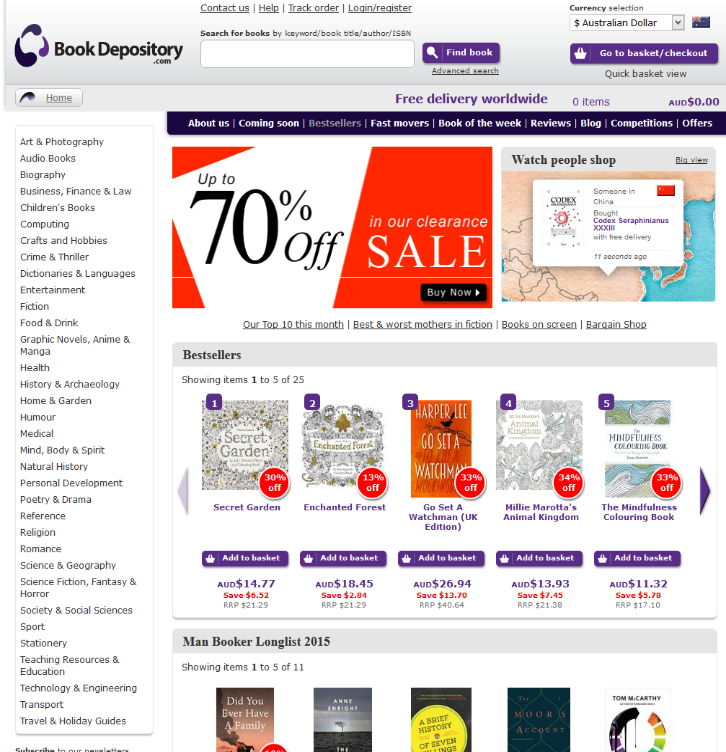 Contact us | Help | Track order | Login/register
Currency selection
$ Australian Dollar
Book Depository
.com
Search for books by keyword/book title/author/ISBN
Find book
Advanced search
Go to basket/checkout
Quick basket view
Home
Free delivery worldwide
0 items
AUD$0.00
About us | Coming soon | Bestsellers | Fast movers | Book of the week | Reviews | Blog | Competitions | Offers
Art & Photography
Audio Books
Biography
Business, Finance & Law
Children's Books
Computing
Crafts and Hobbies
Crime & Thriller
Dictionaries & Languages
Entertainment
Fiction
Food & Drink
Graphic Novels, Anime &
Manga
Health
History & Archaeology
Home & Garden
Humour
Medical
Mind, Body & Spirit
Natural History
Personal Development
Poetry & Drama
Reference
Religion
Romance
Science & Geography
Science Fiction, Fantasy &
Horror
Society & Social Sciences
Sport
Stationery
Teaching Resources &
Education
Technology & Engineering
Transport
Travel & Holiday Guides
Subscribe to our newsletters
Up to
70% Off
in our clearance
SALE
Buy Now
Watch people shop
Big view
CODEX
Someone in
China
Bought
Codex Seraphinianus
XXXIII
with free delivery
11 seconds ago
Our Top 10 this month | Best & worst mothers in fiction | Books on screen | Bargain Shop
Bestsellers
Showing items 1 to 5 of 25
1
Secret
Garden
30%
off
2
Enchanted Forest
13%
off
3
HARPER LEE
GO SET A
WATCHMAN
33%
off
4
Millie Marotta's
Animal
Kingdom
34%
off
5
The
MINDFULNESS
COLOURING BOOK
33%
off
Secret Garden
Enchanted Forest
Go Set A
Watchman (UK
Edition)
Millie Marotta's
Animal Kingdom
The Mindfulness
Colouring Book
Add to basket
Add to basket
Add to basket
Add to basket
Add to basket
AUD$14.77
Save $6.52
RRP $21.29
AUD$18.45
Save $2.84
RRP $21.29
AUD$26.94
Save $13.70
RRP $40.64
AUD$13.93
Save $7.45
RRP $21.38
AUD$11.32
Save $5.78
RRP $17.10
Man Booker Longlist 2015
Showing items 1 to 5 of 11
Did You
Ever Have
A Family
ANNE
ENRIGHT
THE
A BRIEF
HISTORY
OF SEVEN
KILLINGS
THE
MOOR'S
ACCOUNT
TOM McCARTHY